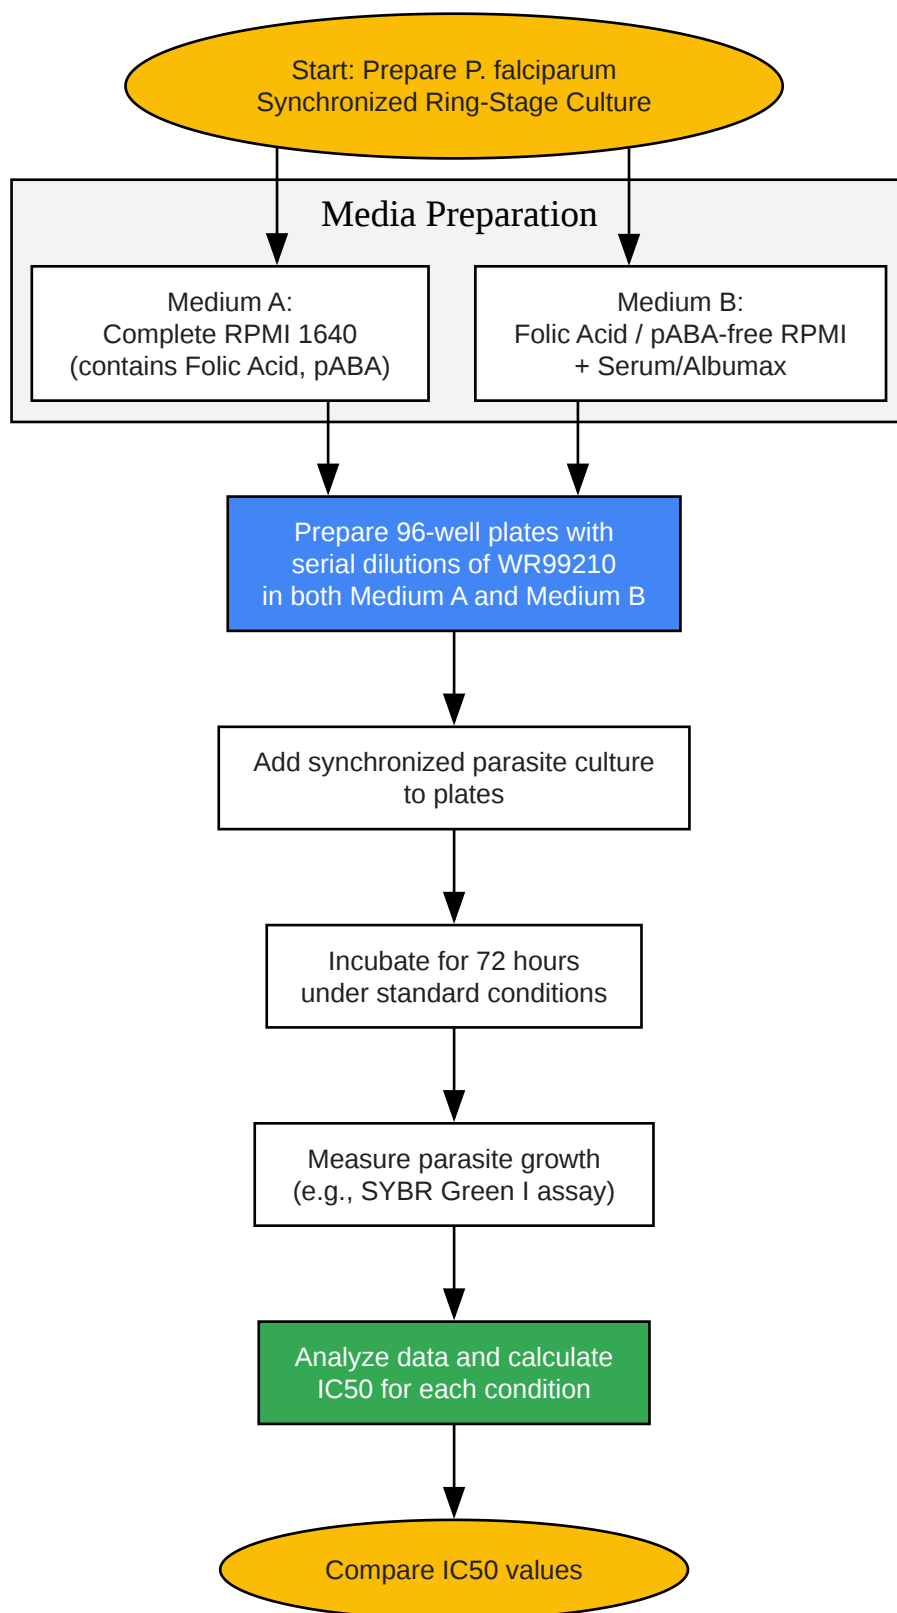 Start: Prepare P. falciparum
Synchronized Ring-Stage Culture
Media Preparation
Medium A:
Complete RPMI 1640
(contains Folic Acid, pABA)
Medium B:
Folic Acid / pABA-free RPMI
+ Serum/Albumax
Prepare 96-well plates with
serial dilutions of WR99210
in both Medium A and Medium B
Add synchronized parasite culture
to plates
Incubate for 72 hours
under standard conditions
Measure parasite growth
(e.g., SYBR Green I assay)
Analyze data and calculate
IC50 for each condition
Compare IC50 values